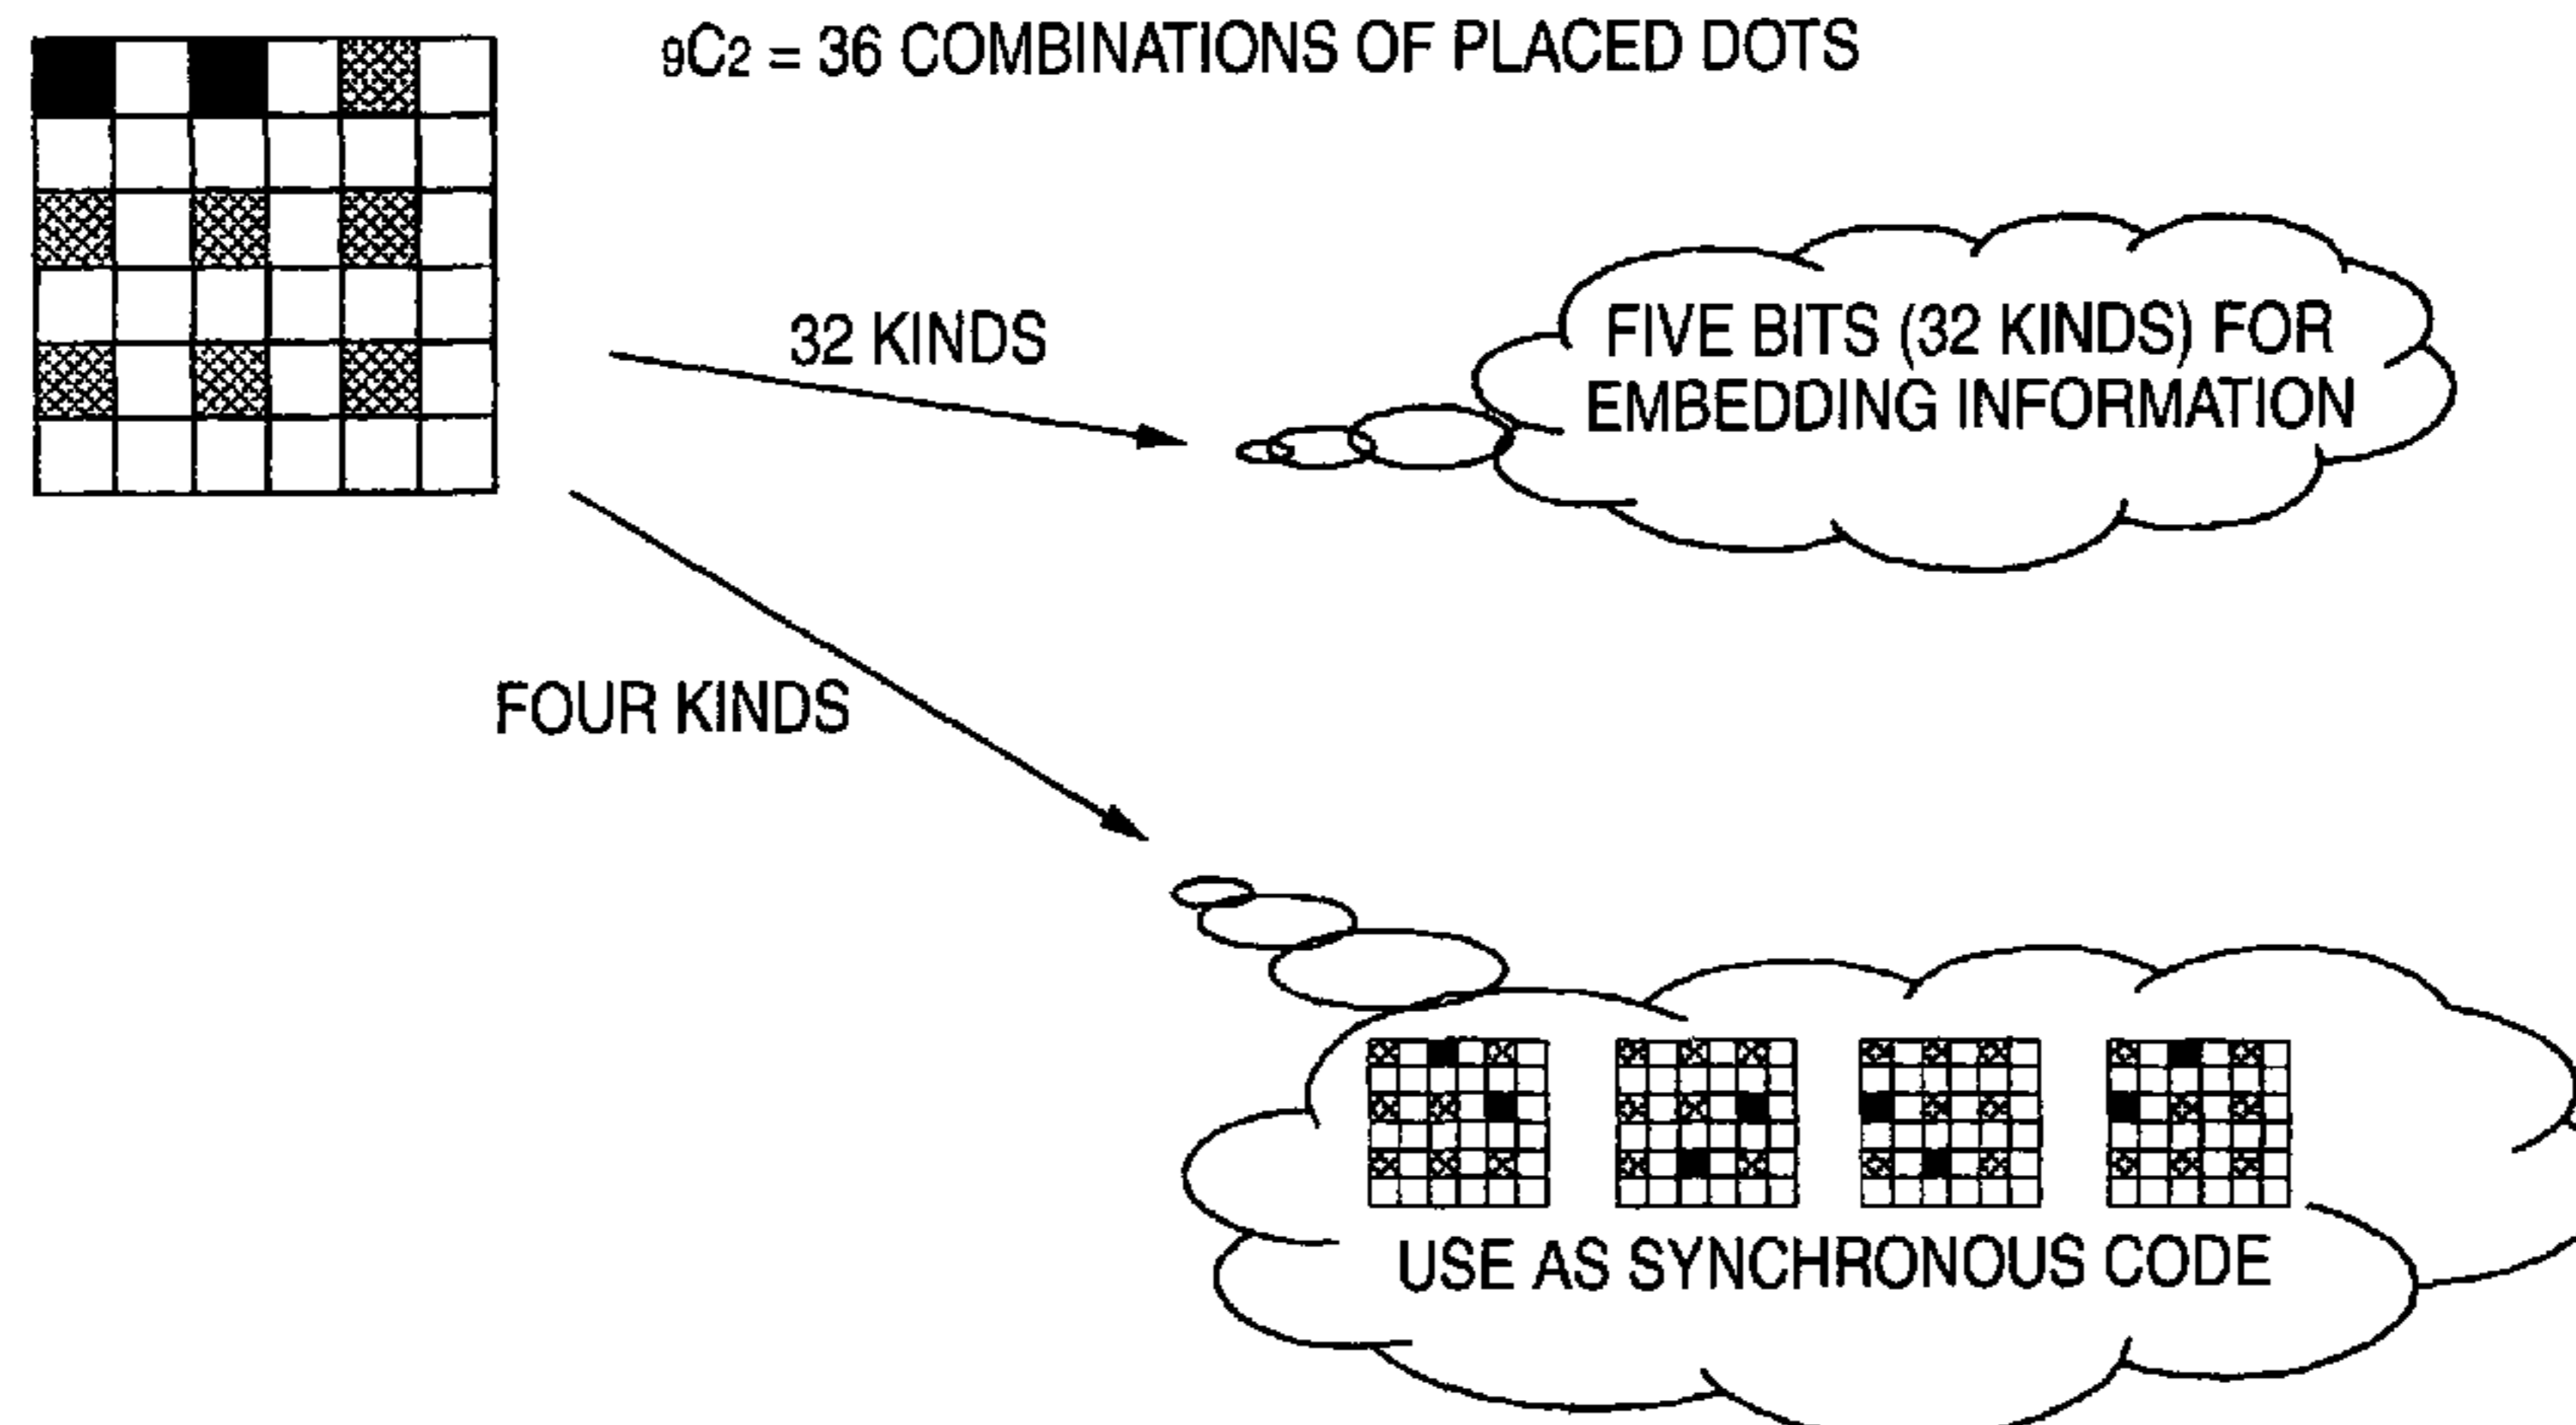 9C2 = 36 COMBINATIONS OF PLACED DOTS
32 KINDS
FIVE BITS (32 KINDS) FOR
EMBEDDING INFORMATION
FOUR KINDS
USE AS SYNCHRONOUS CODE